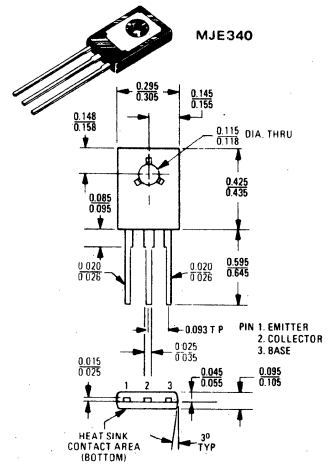 MJE340
0.295
0.305
0.145
0.155
0.148
0.158
0.115
0.118
DIA. THRU
0.425
0.435
0.085
0.095
0.020
0.026
0.020
0.026
0.595
0.645
0.093 T P
0.025
0.035
PIN 1. EMITTER
2. COLLECTOR
3. BASE
0.015
0.025
1 2 3
0.045
0.055
0.095
0.105
HEAT SINK
CONTACT AREA
(BOTTOM)
3°
TYP